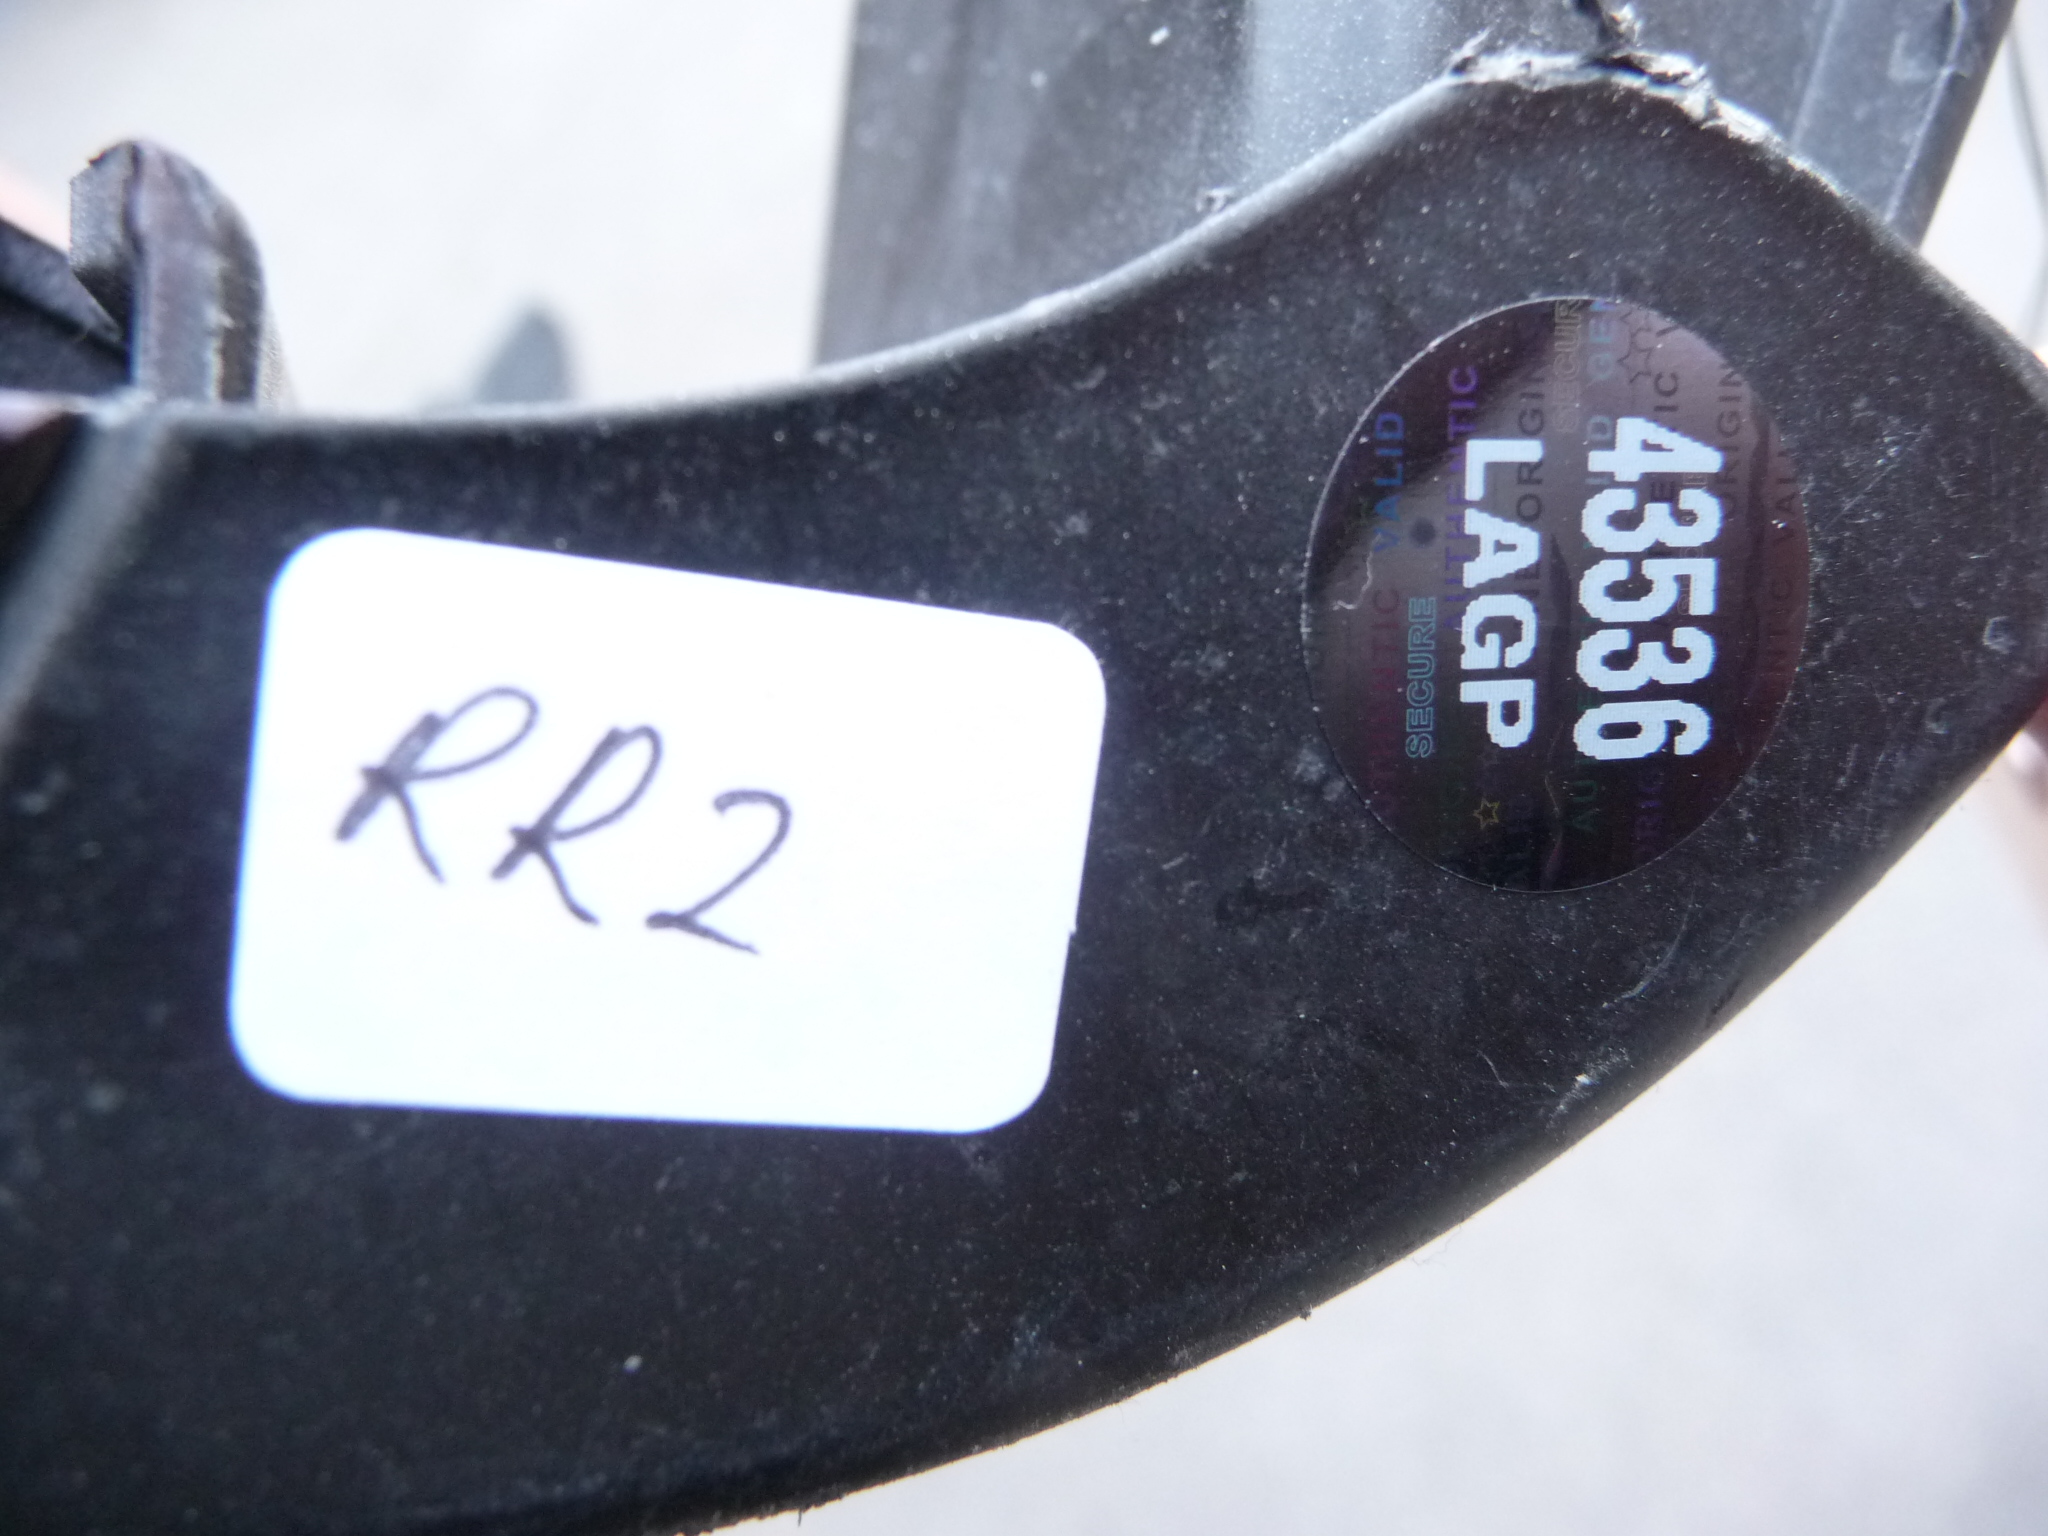 RR2
43536
LAGP
VALID
AUTHENTIC
SECURE